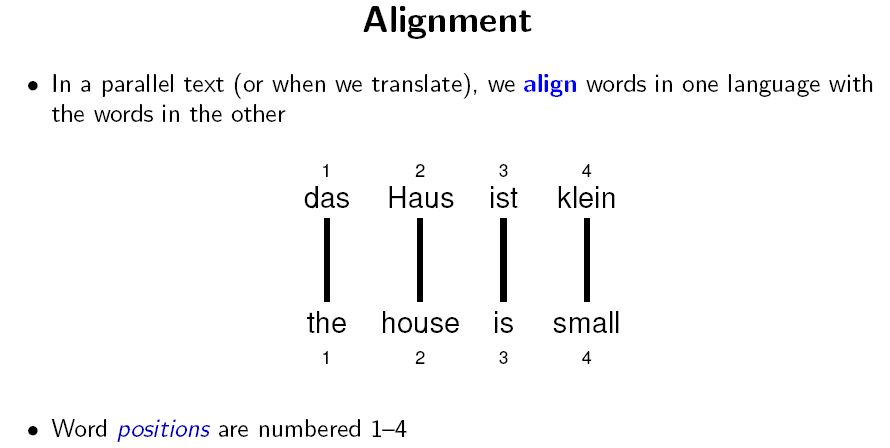 Alignment
• In a parallel text (or when we translate), we align words in one language with
the words in the other
1 2 3 4
das Haus ist klein
the house is small
1 2 3 4
• Word positions are numbered 1–4